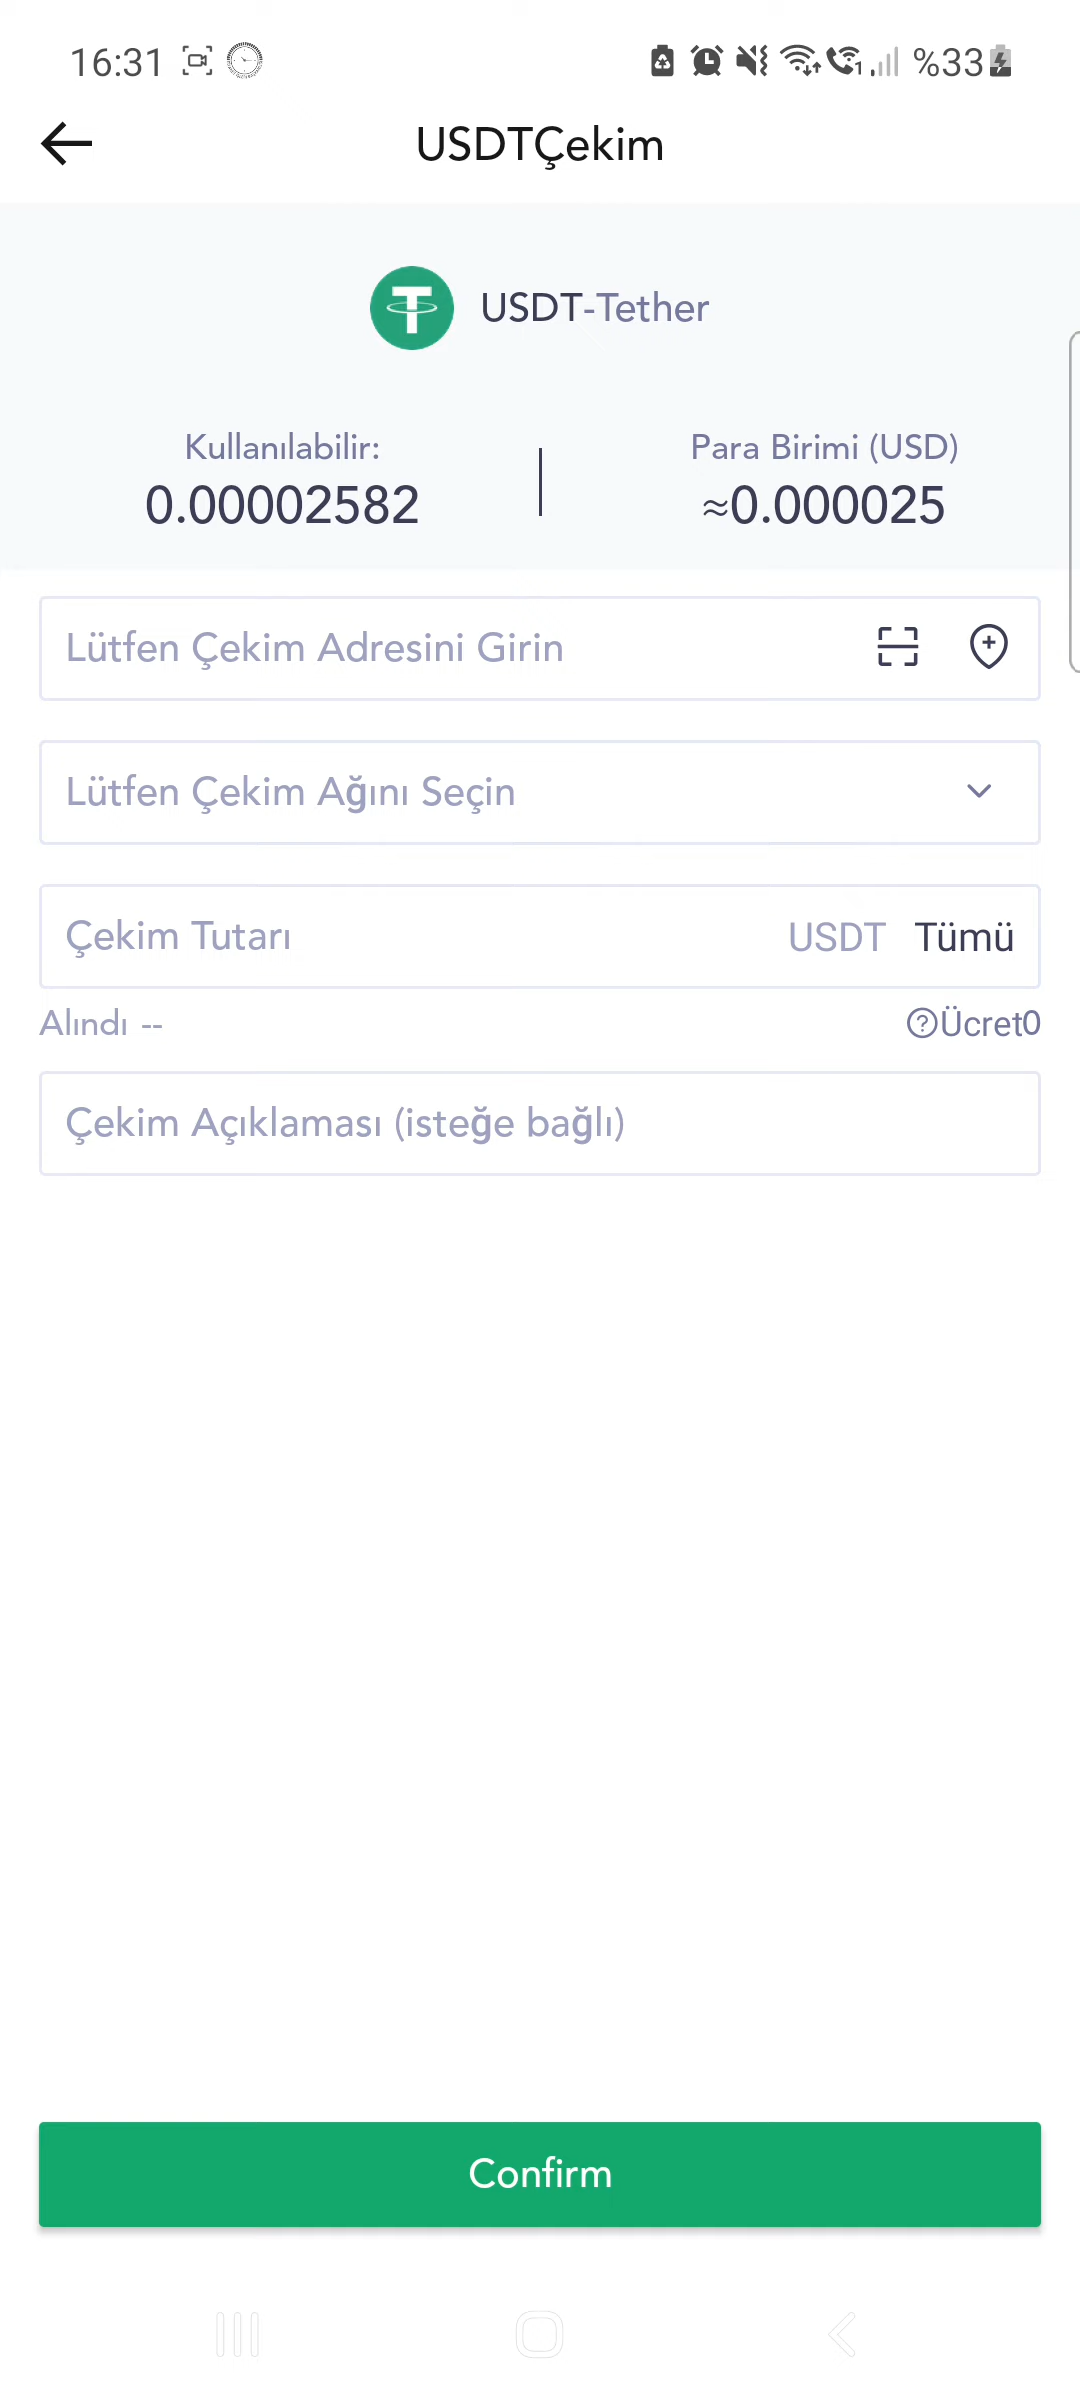 16:31 %33
USDTÇekim
USDT-Tether
Kullanılabilir: Para Birimi (USD)
0.00002582 ≈0.000025
Lütfen Çekim Adresini Girin
Lütfen Çekim Ağını Seçin
Çekim Tutarı USDT Tümü
Alındı -- Ücret0
Çekim Açıklaması (isteğe bağlı)
Confirm